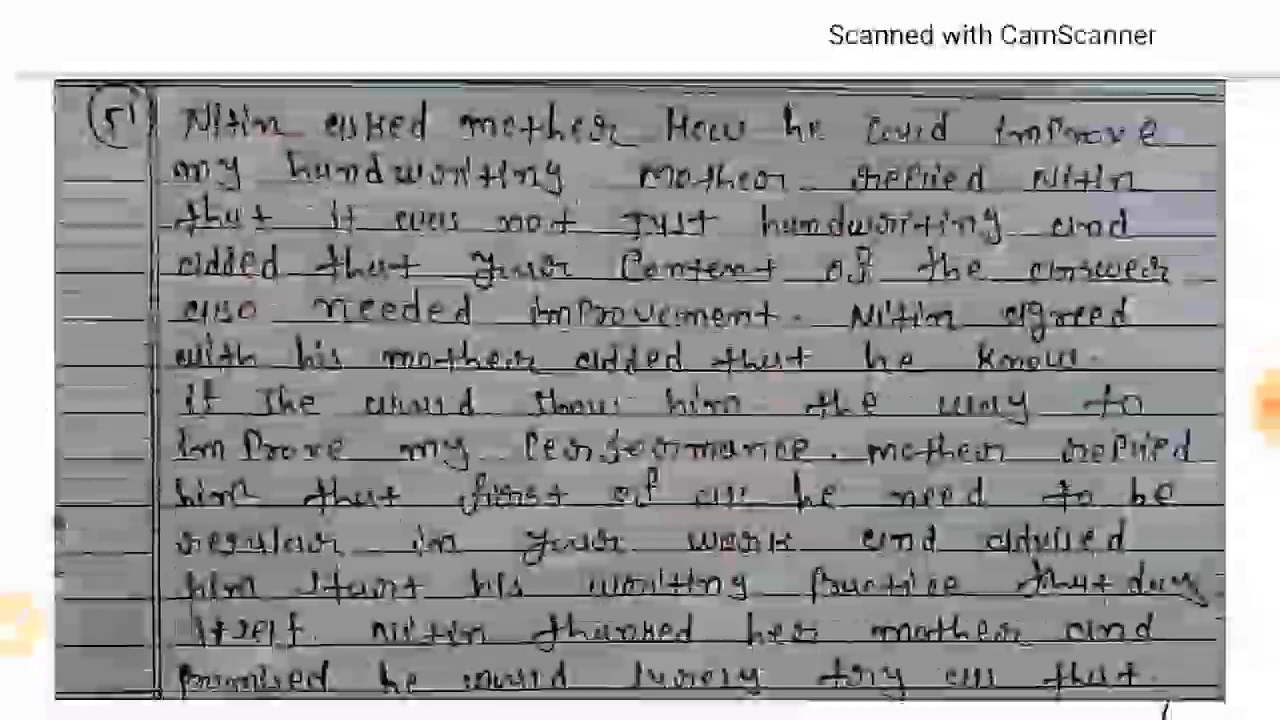 Scanned with CamScanner
5) Nitin asked mother How he could improve
my handwriting mother replied Nitin
that it was not just handwriting and
added that your content of the answer
also needed improvement. Nitin agreed
with his mother added that he know.
if she would show him the way to
improve my performance. mother replied
him that first of all he need to be
regular in your work and advised
him start his writing practice that day
itself. Nitin thanked her mother and
promised he would surely try all that.